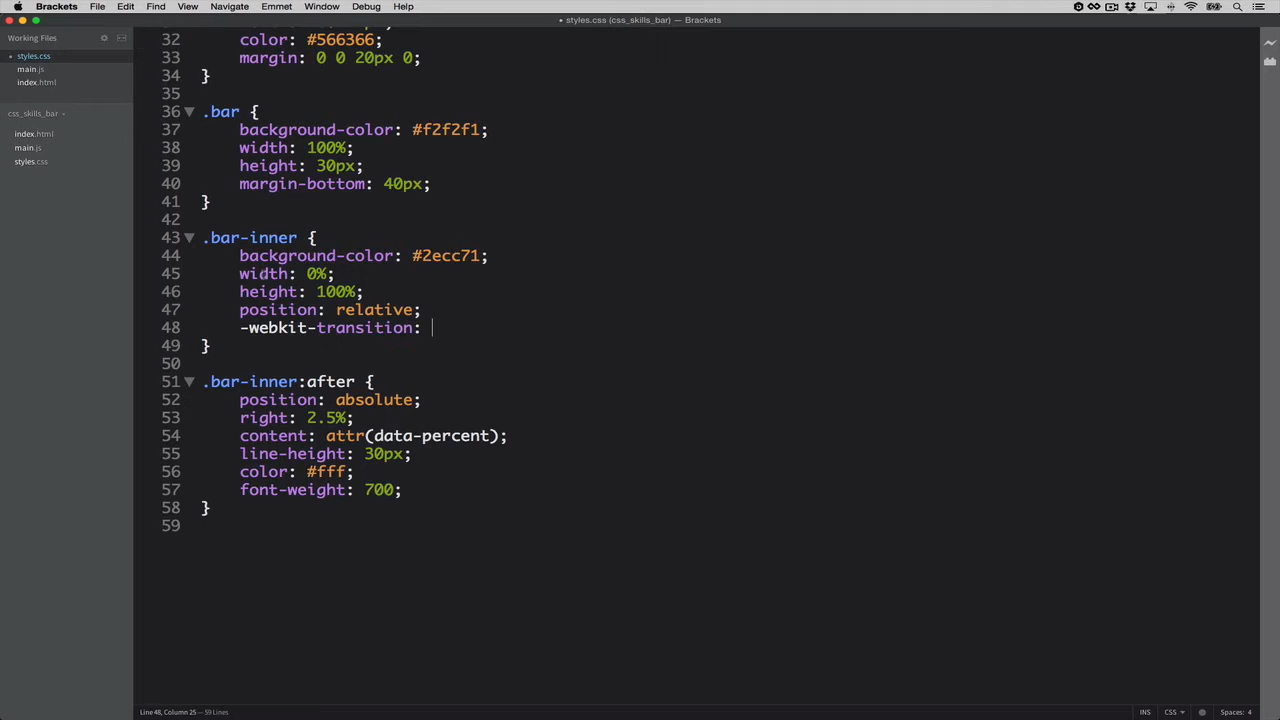 Brackets File Edit Find View Navigate Emmet Window Debug Help
• styles.css (css_skills_bar) — Brackets
Working Files
• styles.css
main.js
index.html
css_skills_bar
index.html
main.js
styles.css
32 color: #566366;
33 margin: 0 0 20px 0;
34 }
35
36 .bar {
37 background-color: #f2f2f1;
38 width: 100%;
39 height: 30px;
40 margin-bottom: 40px;
41 }
42
43 .bar-inner {
44 background-color: #2ecc71;
45 width: 0%;
46 height: 100%;
47 position: relative;
48 -webkit-transition:
49 }
50
51 .bar-inner:after {
52 position: absolute;
53 right: 2.5%;
54 content: attr(data-percent);
55 line-height: 30px;
56 color: #fff;
57 font-weight: 700;
58 }
59
Line 48, Column 25 — 59 Lines INS CSS Spaces: 4